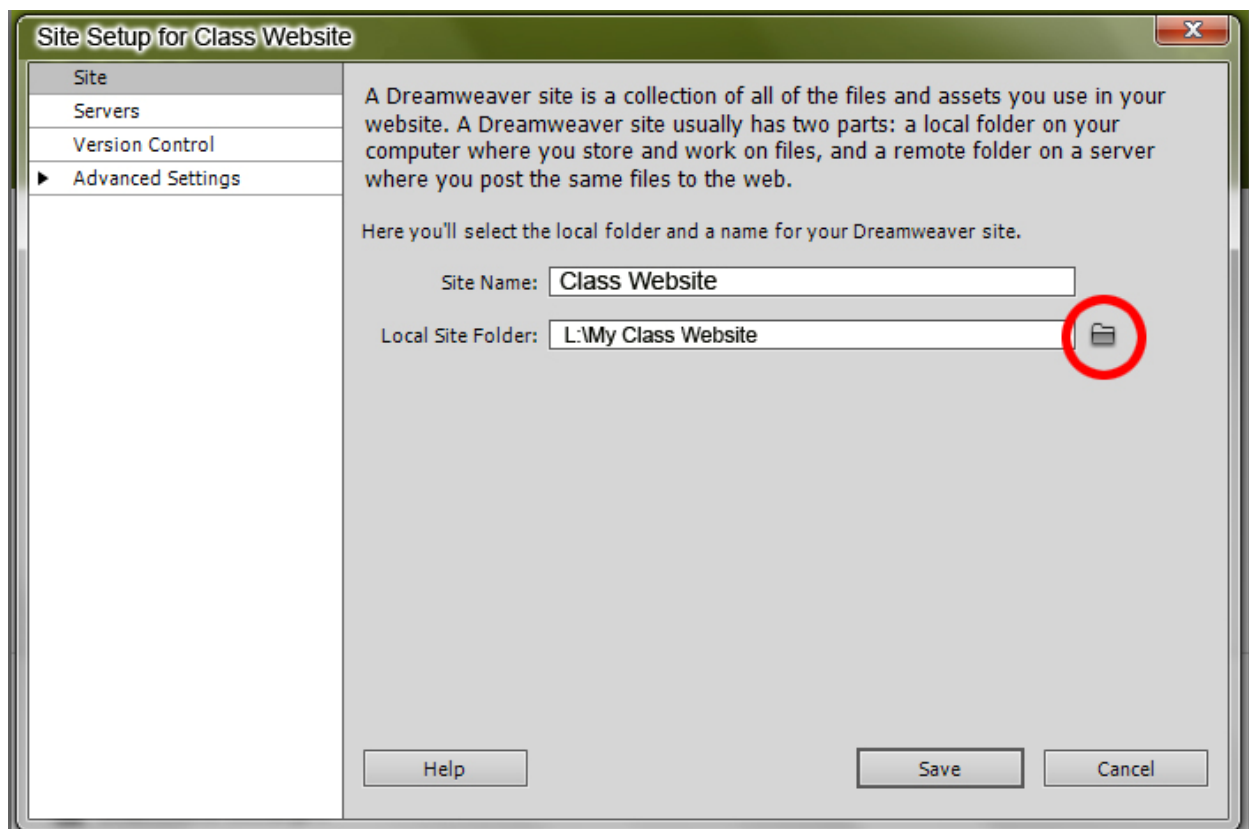 Site Setup for Class Website
Site
Servers
Version Control
Advanced Settings
A Dreamweaver site is a collection of all of the files and assets you use in your
website. A Dreamweaver site usually has two parts: a local folder on your
computer where you store and work on files, and a remote folder on a server
where you post the same files to the web.
Here you'll select the local folder and a name for your Dreamweaver site.
Site Name: Class Website
Local Site Folder: L:\My Class Website
Help Save Cancel